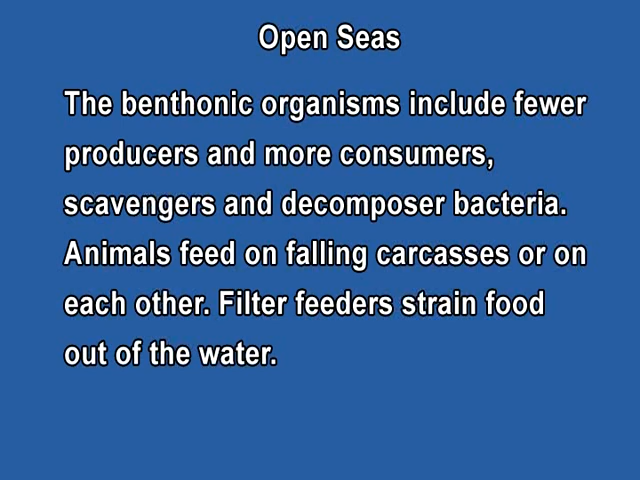 Open Seas
The benthonic organisms include fewer
producers and more consumers,
scavengers and decomposer bacteria.
Animals feed on falling carcasses or on
each other. Filter feeders strain food
out of the water.